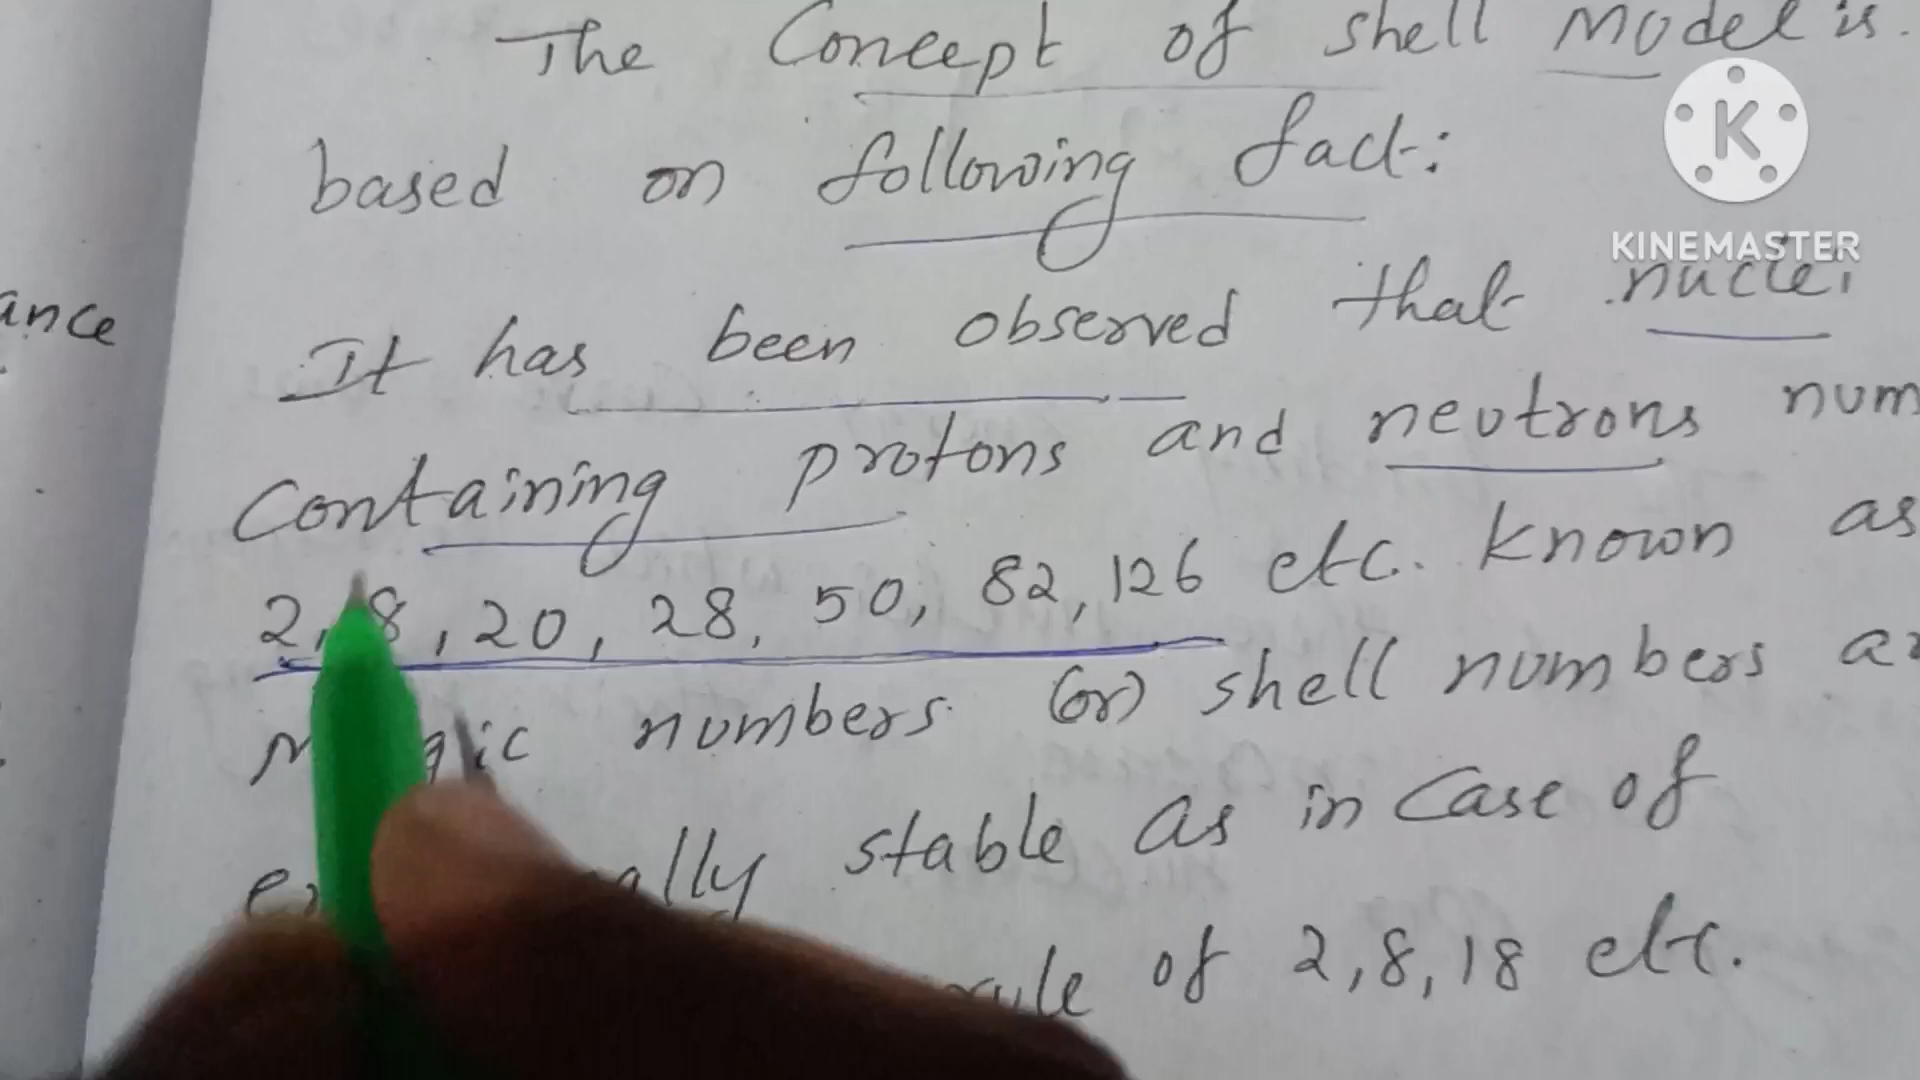 The Concept of shell Model is.
based on following fact:
ance
It has been observed that nuclei
Containing protons and neutrons num
2, 8, 20, 28, 50, 82, 126 etc. known as
numbers (or) shell numbers
stable as in case of
rule of 2, 8, 18 etc.
K
KINEMASTER